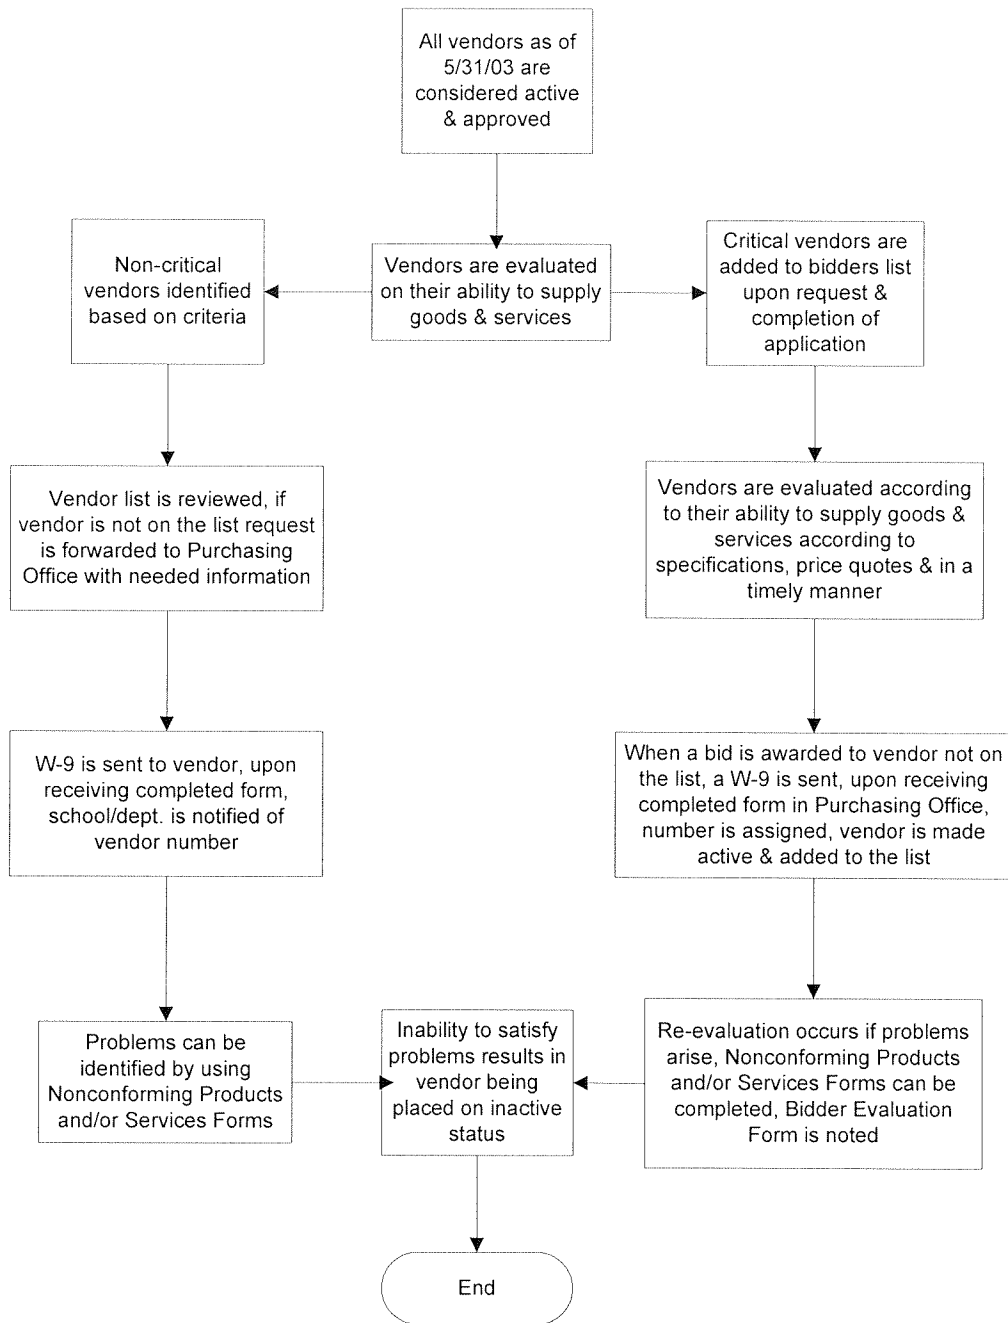 All vendors as of
5/31/03 are
considered active
& approved
Non-critical
vendors identified
based on criteria
Vendors are evaluated
on their ability to supply
goods & services
Critical vendors are
added to bidders list
upon request &
completion of
application
Vendor list is reviewed, if
vendor is not on the list request
is forwarded to Purchasing
Office with needed information
Vendors are evaluated according
to their ability to supply goods &
services according to
specifications, price quotes & in a
timely manner
W-9 is sent to vendor, upon
receiving completed form,
school/dept. is notified of
vendor number
When a bid is awarded to vendor not on
the list, a W-9 is sent, upon receiving
completed form in Purchasing Office,
number is assigned, vendor is made
active & added to the list
Problems can be
identified by using
Nonconforming Products
and/or Services Forms
Inability to satisfy
problems results in
vendor being
placed on inactive
status
Re-evaluation occurs if problems
arise, Nonconforming Products
and/or Services Forms can be
completed, Bidder Evaluation
Form is noted
End